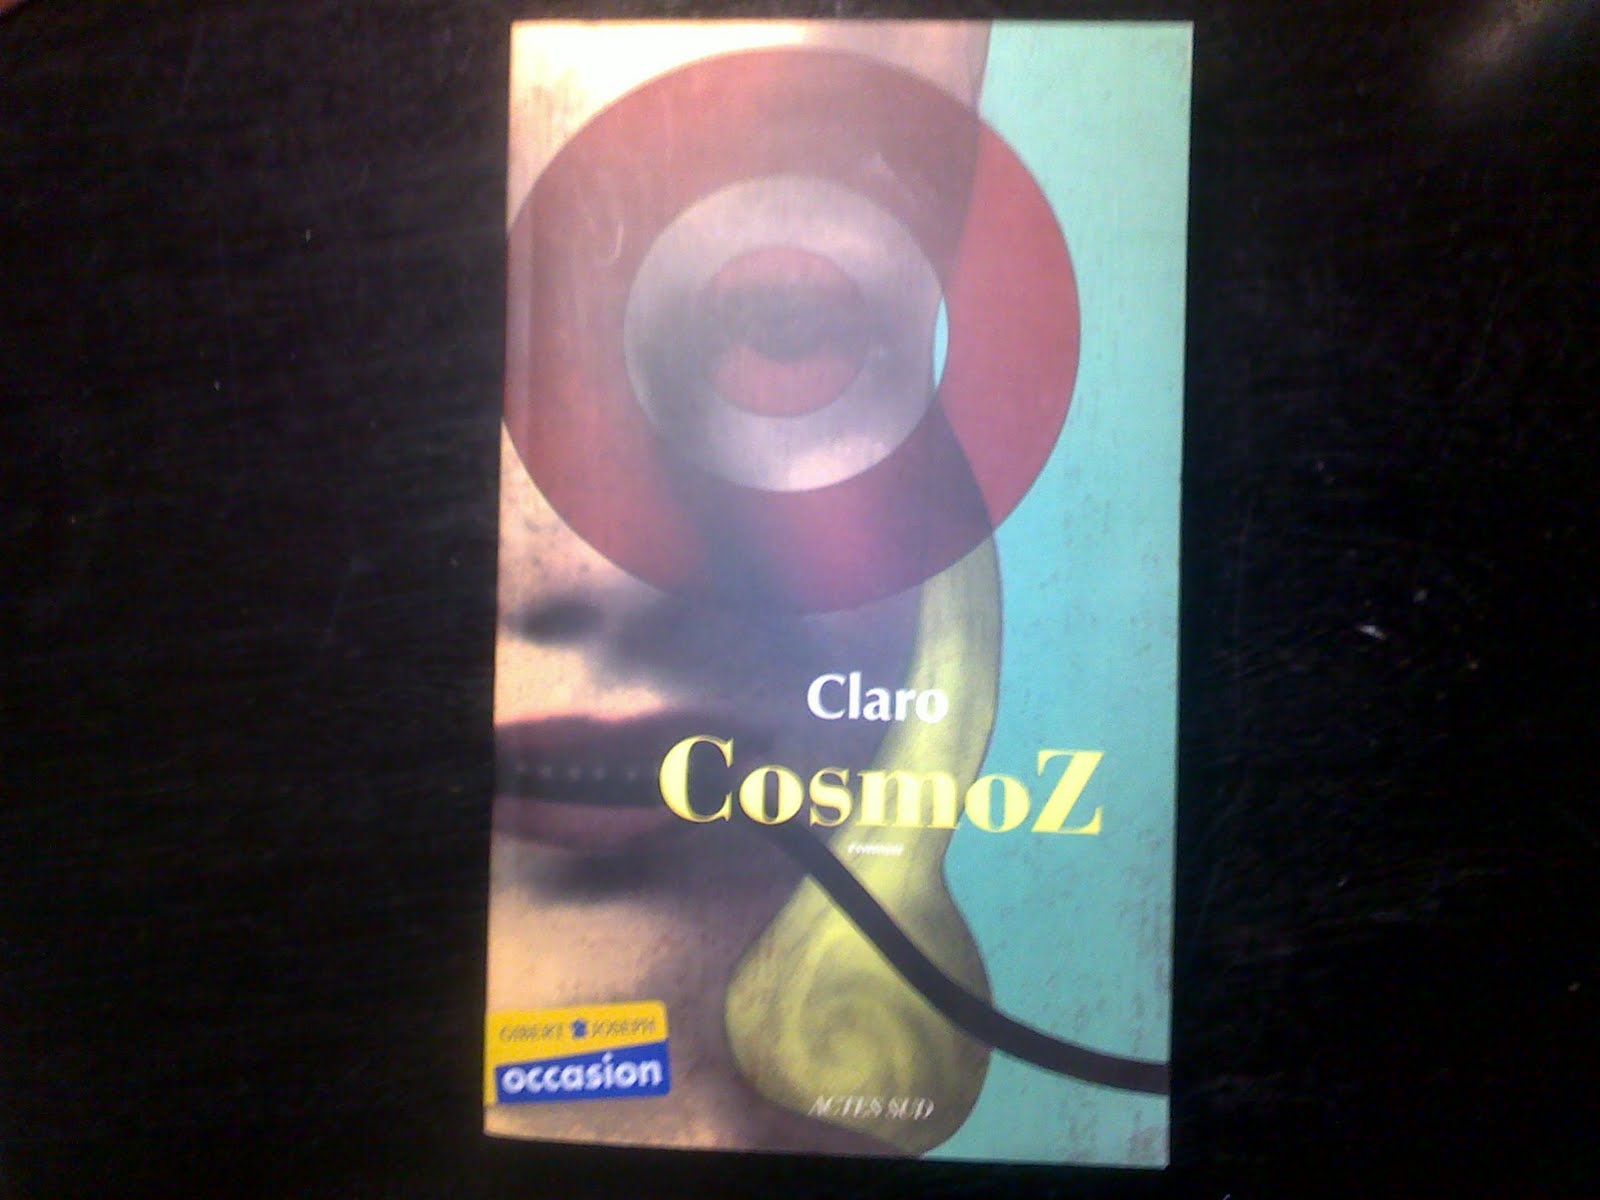 Claro
CosmoZ
roman
GIBERT JOSEPH
occasion
ACTES SUD